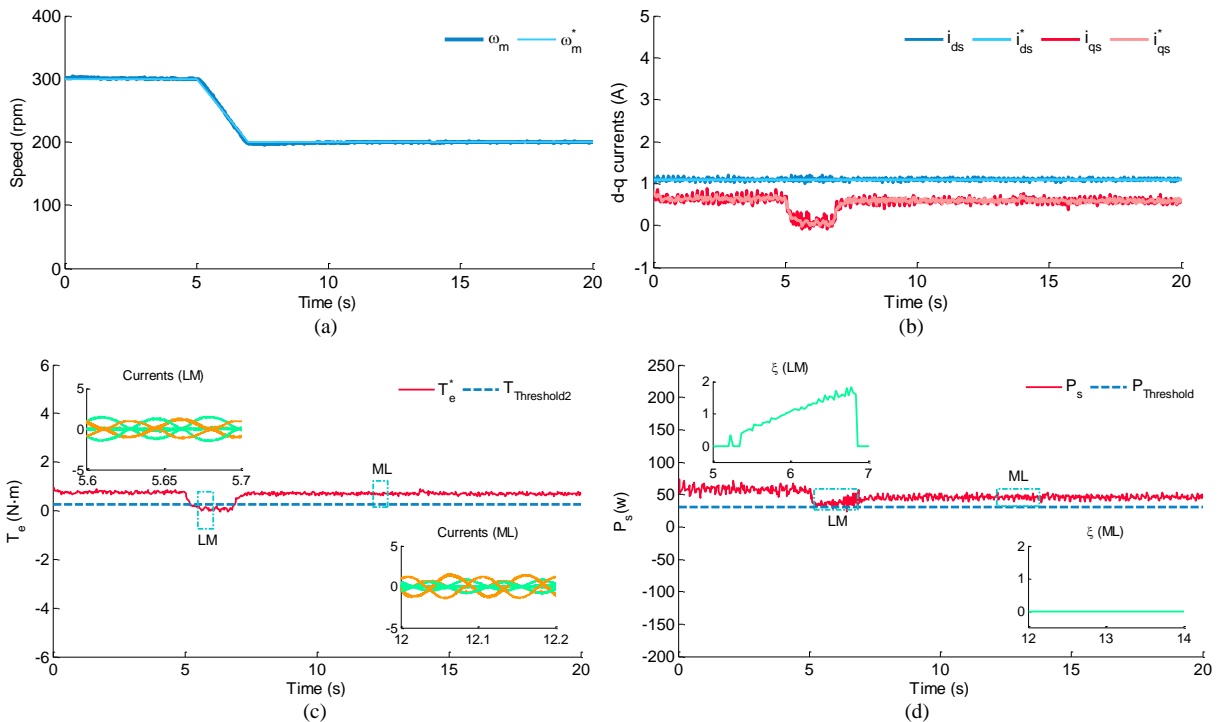 400
300
200
100
0
Speed (rpm)
ω_m ω_m^*
0 5 10 15 20
Time (s)
(a)
5
4
3
2
1
0
-1
d-q currents (A)
i_ds i_ds^* i_qs i_qs^*
0 5 10 15 20
Time (s)
(b)
6
4
2
0
-2
-4
-6
T_e (N·m)
Currents (LM)
5
0
-5
5.6 5.65 5.7
T_e^* T_Threshold2
ML
LM
Currents (ML)
5
0
-5
12 12.1 12.2
0 5 10 15 20
Time (s)
(c)
250
200
150
100
50
0
-50
-100
-150
-200
P_s(w)
ξ (LM)
2
1
0
5 6 7
P_s P_Threshold
ML
LM
ξ (ML)
2
1
0
12 13 14
0 5 10 15 20
Time (s)
(d)